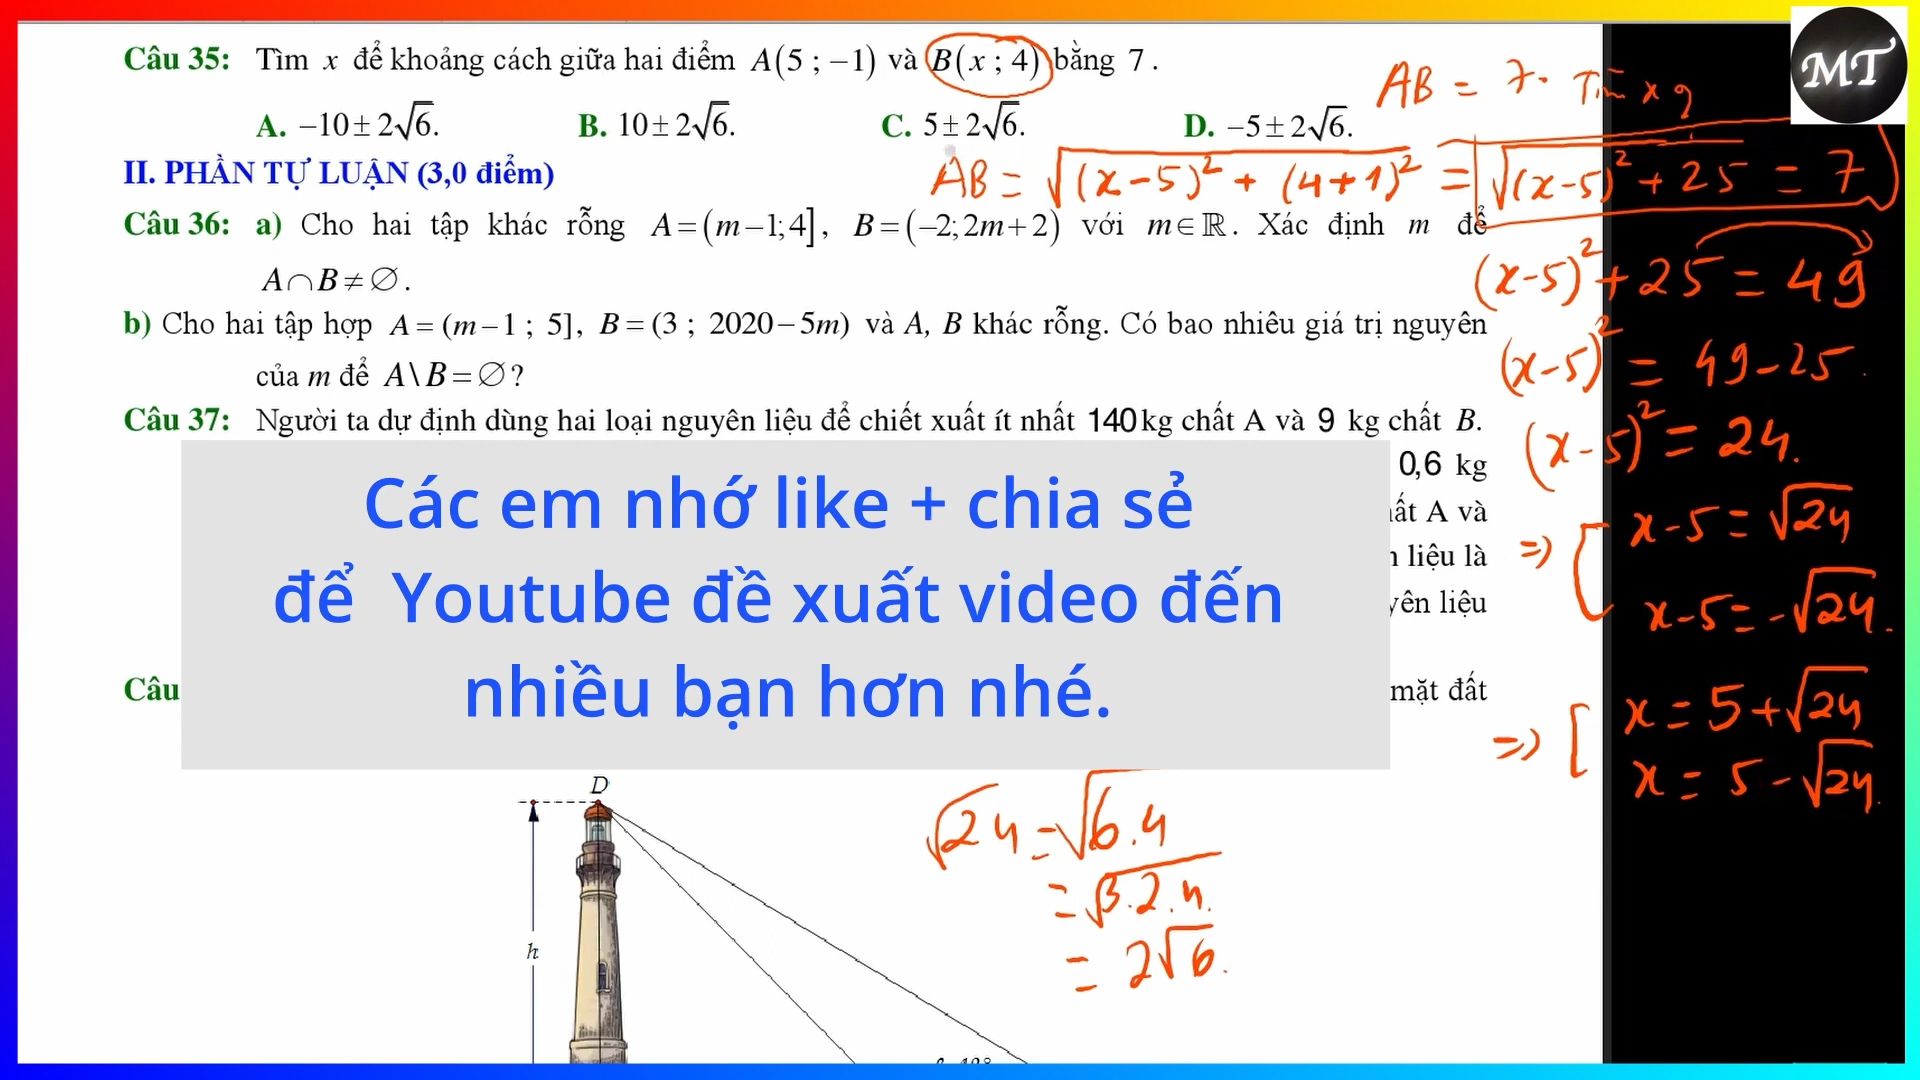 Câu 35: Tìm x để khoảng cách giữa hai điểm A(5 ; −1) và B(x ; 4) bằng 7 .
A. −10 ± 2√6. B. 10 ± 2√6. C. 5 ± 2√6. D. −5 ± 2√6.
II. PHẦN TỰ LUẬN (3,0 điểm)
Câu 36: a) Cho hai tập khác rỗng A = (m−1; 4], B = (−2; 2m+2) với m ∈ ℝ. Xác định m để
A ∩ B ≠ ∅.
b) Cho hai tập hợp A = (m−1 ; 5], B = (3 ; 2020−5m) và A, B khác rỗng. Có bao nhiêu giá trị nguyên
của m để A \ B = ∅ ?
Câu 37: Người ta dự định dùng hai loại nguyên liệu để chiết xuất ít nhất 140kg chất A và 9 kg chất B.
0,6 kg
A và
liệu là
liệu
Câu
mặt đất
Các em nhớ like + chia sẻ
để Youtube đề xuất video đến
nhiều bạn hơn nhé.
D
h
MT
AB = 7. Tìm x ?
AB = √(x−5)² + (4+1)² = √(x−5)² + 25 = 7
(x−5)² + 25 = 49
(x−5)² = 49−25.
(x−5)² = 24.
=> [ x−5 = √24
x−5 = −√24.
=> [ x = 5 + √24
x = 5 − √24.
√24 = √6.4
= √3.2.4.
= 2√6.